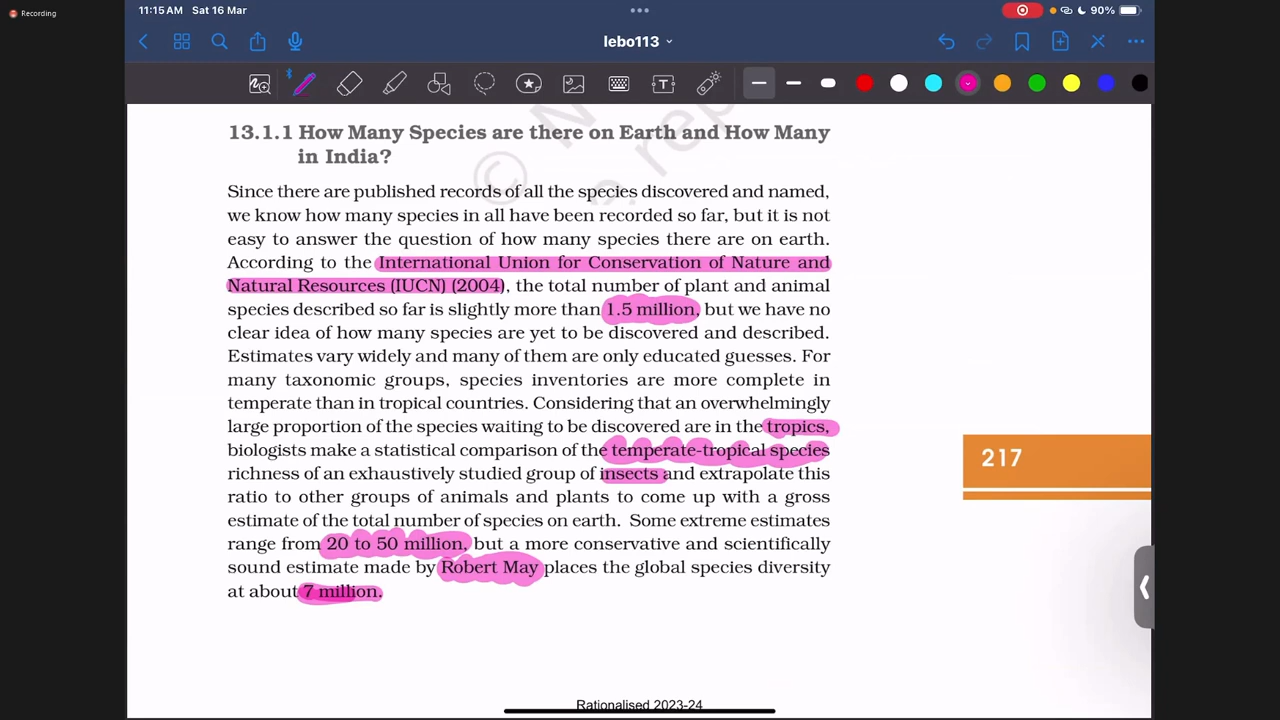 Recording
11:15 AM Sat 16 Mar
90%
lebo113
13.1.1 How Many Species are there on Earth and How Many
in India?
Since there are published records of all the species discovered and named,
we know how many species in all have been recorded so far, but it is not
easy to answer the question of how many species there are on earth.
According to the International Union for Conservation of Nature and
Natural Resources (IUCN) (2004), the total number of plant and animal
species described so far is slightly more than 1.5 million, but we have no
clear idea of how many species are yet to be discovered and described.
Estimates vary widely and many of them are only educated guesses. For
many taxonomic groups, species inventories are more complete in
temperate than in tropical countries. Considering that an overwhelmingly
large proportion of the species waiting to be discovered are in the tropics,
biologists make a statistical comparison of the temperate-tropical species
richness of an exhaustively studied group of insects and extrapolate this
ratio to other groups of animals and plants to come up with a gross
estimate of the total number of species on earth. Some extreme estimates
range from 20 to 50 million, but a more conservative and scientifically
sound estimate made by Robert May places the global species diversity
at about 7 million.
217
Rationalised 2023-24